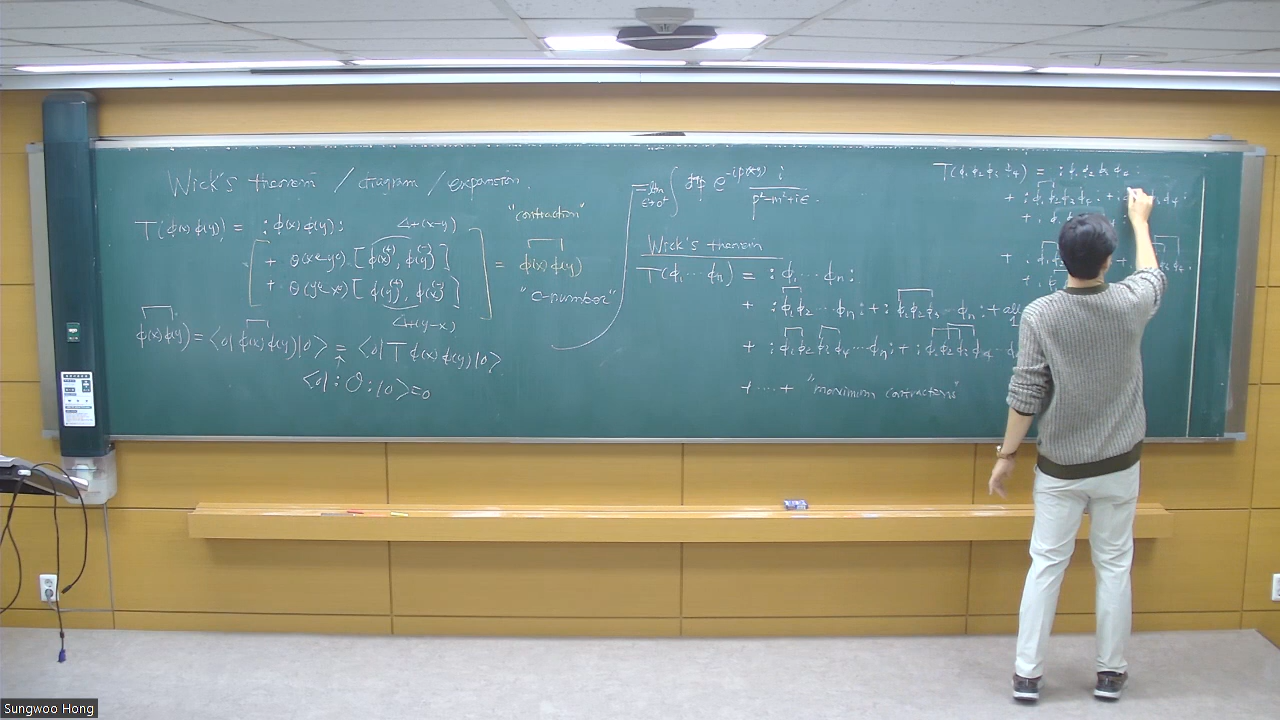 Wick's theorem / diagram / expansion.
T(φ(x)φ(y)) = :φ(x)φ(y):
Δ+(x-y)
+ θ(x⁰-y⁰) [φ(x)⁽⁺⁾, φ(y)⁽⁻⁾]
+ θ(y⁰-x⁰) [φ(y)⁽⁺⁾, φ(x)⁽⁻⁾]
Δ+(y-x)
"contraction"
= φ(x)φ(y)
"c-number"
φ(x)φ(y) = <0|φ(x)φ(y)|0> = <0|Tφ(x)φ(y)|0>
<0|:O:|0>=0
= lim ε→0⁺ ∫ e^-ip(x-y) i / p²-m²+iε
Wick's theorem
T(φ₁ ... φn) = :φ₁ ... φn:
+ :φ₁φ₂ ... φn: + :φ₁φ₂φ₃ ... φn: + all
+ :φ₁φ₂φ₃φ₄ ... φn: + :φ₁φ₂φ₃φ₄ ...
+ ... + "maximum contractions"
T(φ₁φ₂φ₃φ₄) = :φ₁φ₂φ₃φ₄:
+ :φ₁φ₂φ₃φ₄: +
Sungwoo Hong